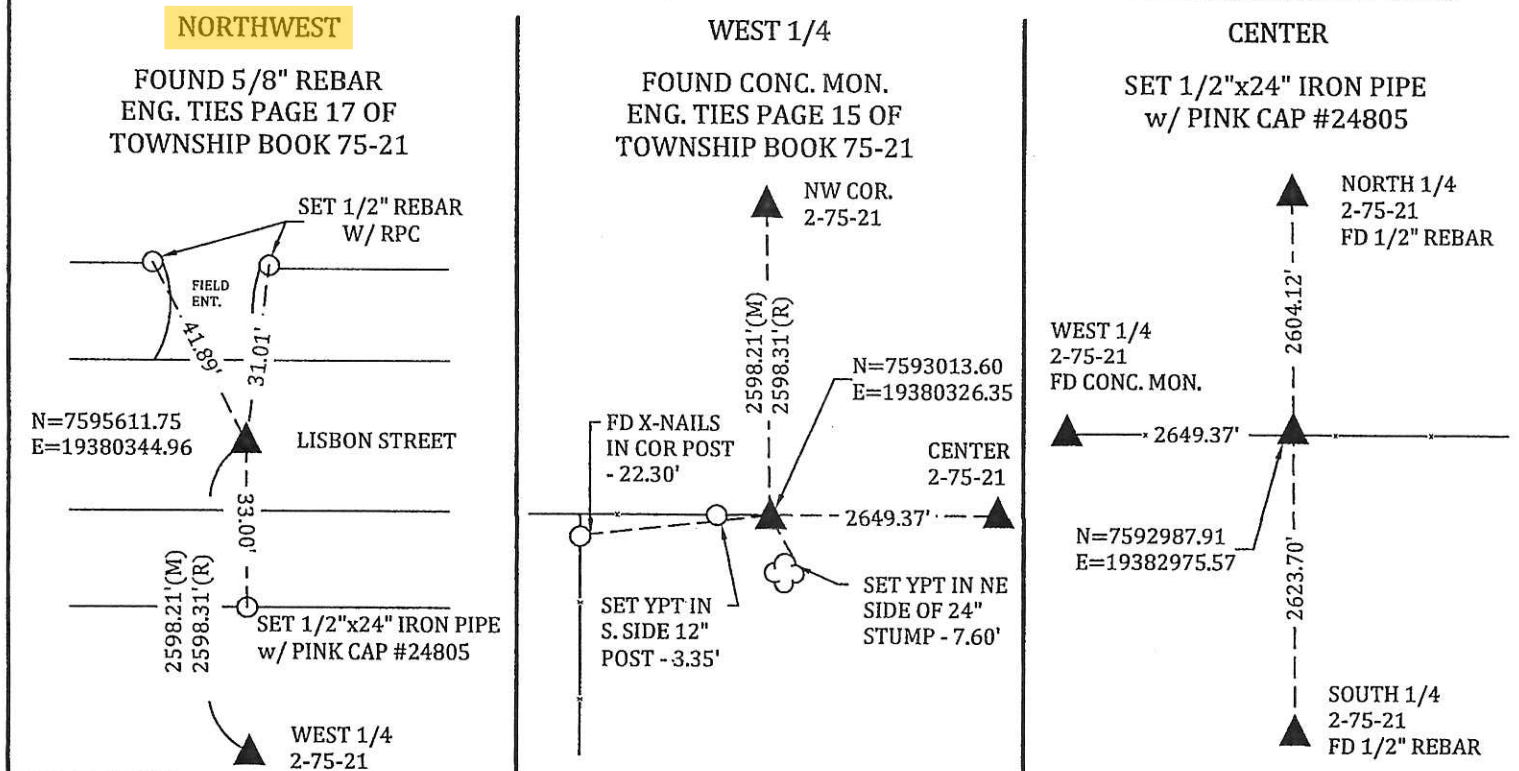 NORTHWEST
FOUND 5/8" REBAR
ENG. TIES PAGE 17 OF
TOWNSHIP BOOK 75-21
SET 1/2" REBAR
W/ RPC
FIELD
ENT.
41.89'
31.01'
N=7595611.75
E=19380344.96
LISBON STREET
33.00'
2598.21'(M)
2598.31'(R)
SET 1/2"x24" IRON PIPE
w/ PINK CAP #24805
WEST 1/4
2-75-21
WEST 1/4
FOUND CONC. MON.
ENG. TIES PAGE 15 OF
TOWNSHIP BOOK 75-21
NW COR.
2-75-21
2598.21'(M)
2598.31'(R)
N=7593013.60
E=19380326.35
FD X-NAILS
IN COR POST
- 22.30'
CENTER
2-75-21
2649.37'
SET YPT IN
S. SIDE 12"
POST - 3.35'
SET YPT IN NE
SIDE OF 24"
STUMP - 7.60'
CENTER
SET 1/2"x24" IRON PIPE
w/ PINK CAP #24805
NORTH 1/4
2-75-21
FD 1/2" REBAR
2604.12'
WEST 1/4
2-75-21
FD CONC. MON.
2649.37'
N=7592987.91
E=19382975.57
2623.70'
SOUTH 1/4
2-75-21
FD 1/2" REBAR